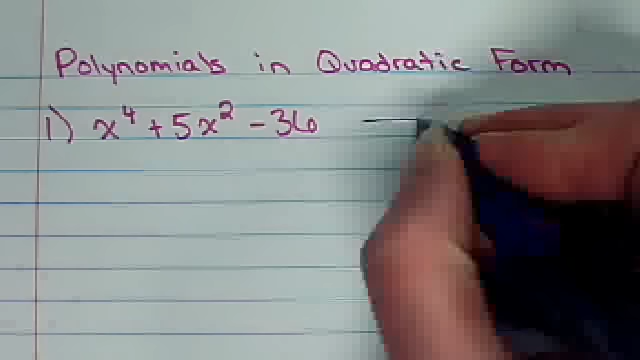 Polynomials in Quadratic Form
1) x⁴ + 5x² - 36